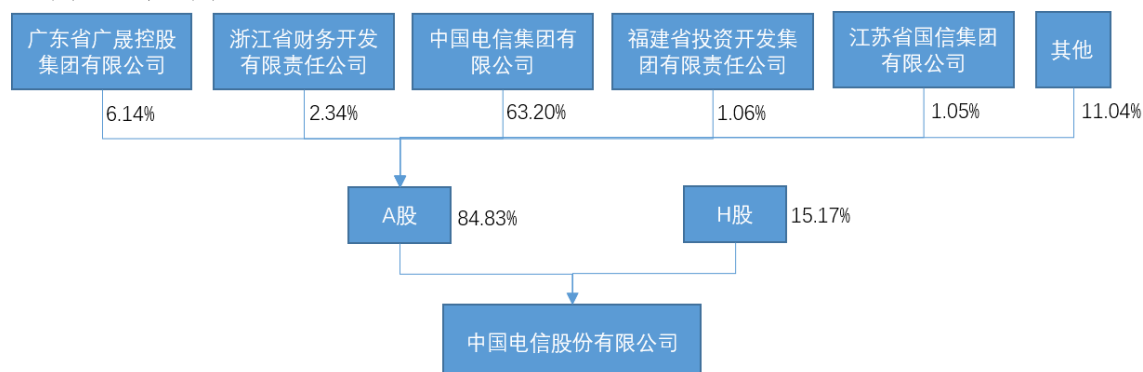 广东省广晟控股
集团有限公司
浙江省财务开发
有限责任公司
中国电信集团有
限公司
福建省投资开发集
团有限责任公司
江苏省国信集团
有限公司
其他
6.14%
2.34%
63.20%
1.06%
1.05%
11.04%
A股
84.83%
H股
15.17%
中国电信股份有限公司